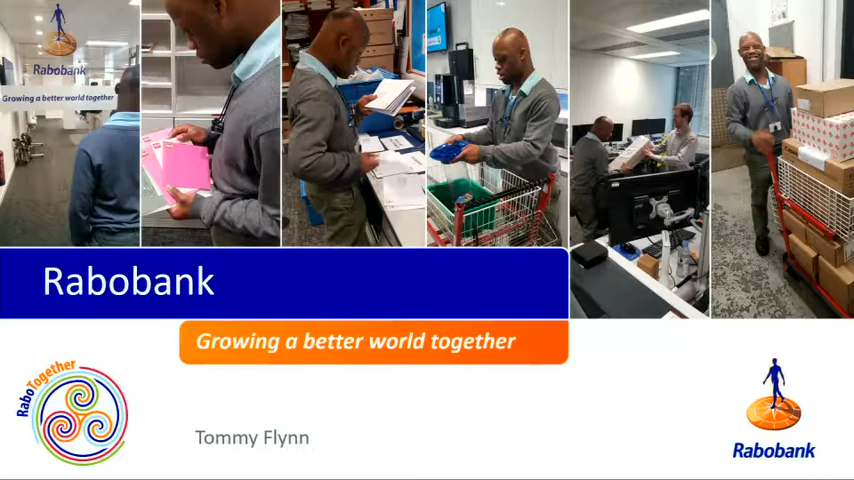 Rabobank
Growing a better world together
Rabobank
Growing a better world together
RaboTogether
Tommy Flynn
Rabobank